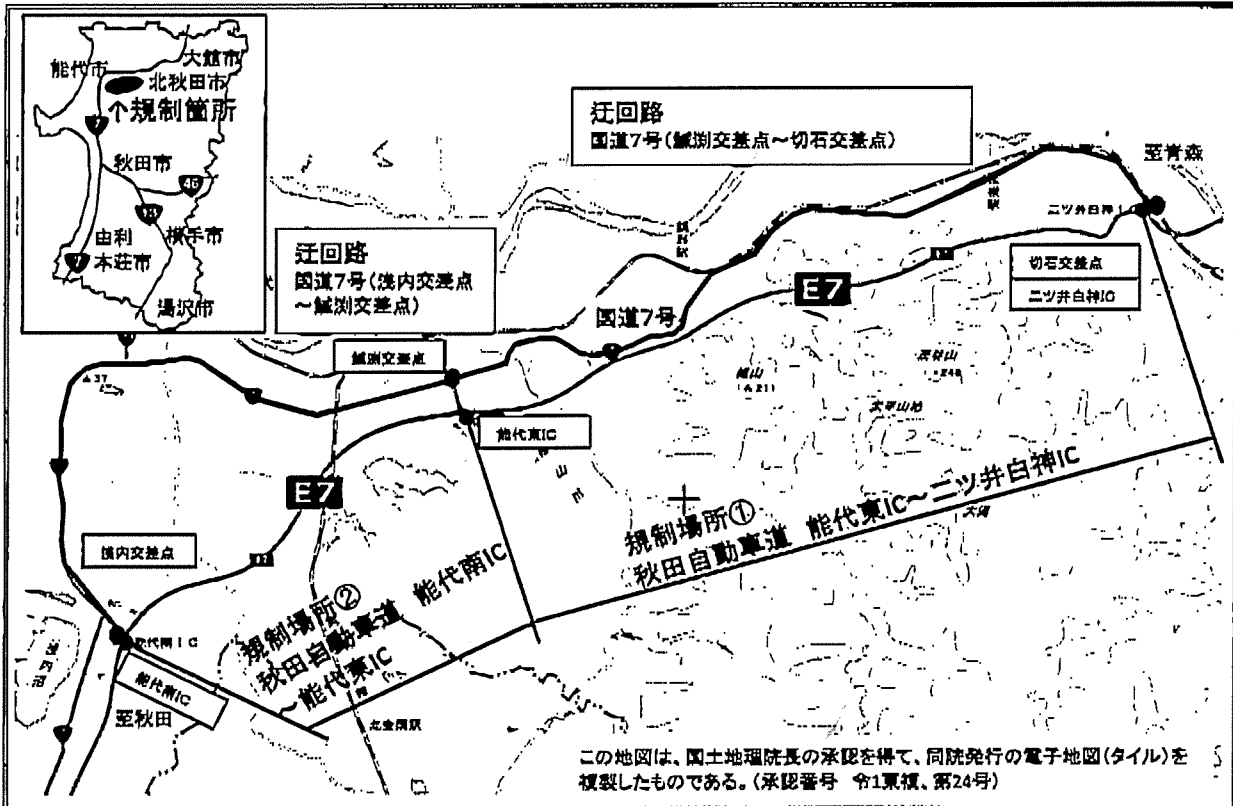 能代市
大館市
北秋田市
↑規制箇所
7
秋田市
46
13
由利
本荘市
横手市
7
湯沢市
迂回路
国道7号(鰄渕交差点～切石交差点)
至青森
二ツ井白神I
迂回路
国道7号(浅内交差点
～鰄渕交差点)
切石交差点
二ツ井白神IC
E7
国道7号
鰄渕交差点
能代東IC
37
211
248
E7
浅内交差点
規制場所①
秋田自動車道 能代東IC～二ツ井白神IC
規制場所②
秋田自動車道 能代南IC
～能代東IC
能代南IC
能代南IC
至秋田
北金岡駅
この地図は、国土地理院長の承認を得て、同院発行の電子地図(タイル)を
複製したものである。(承認番号 令1東複、第24号)